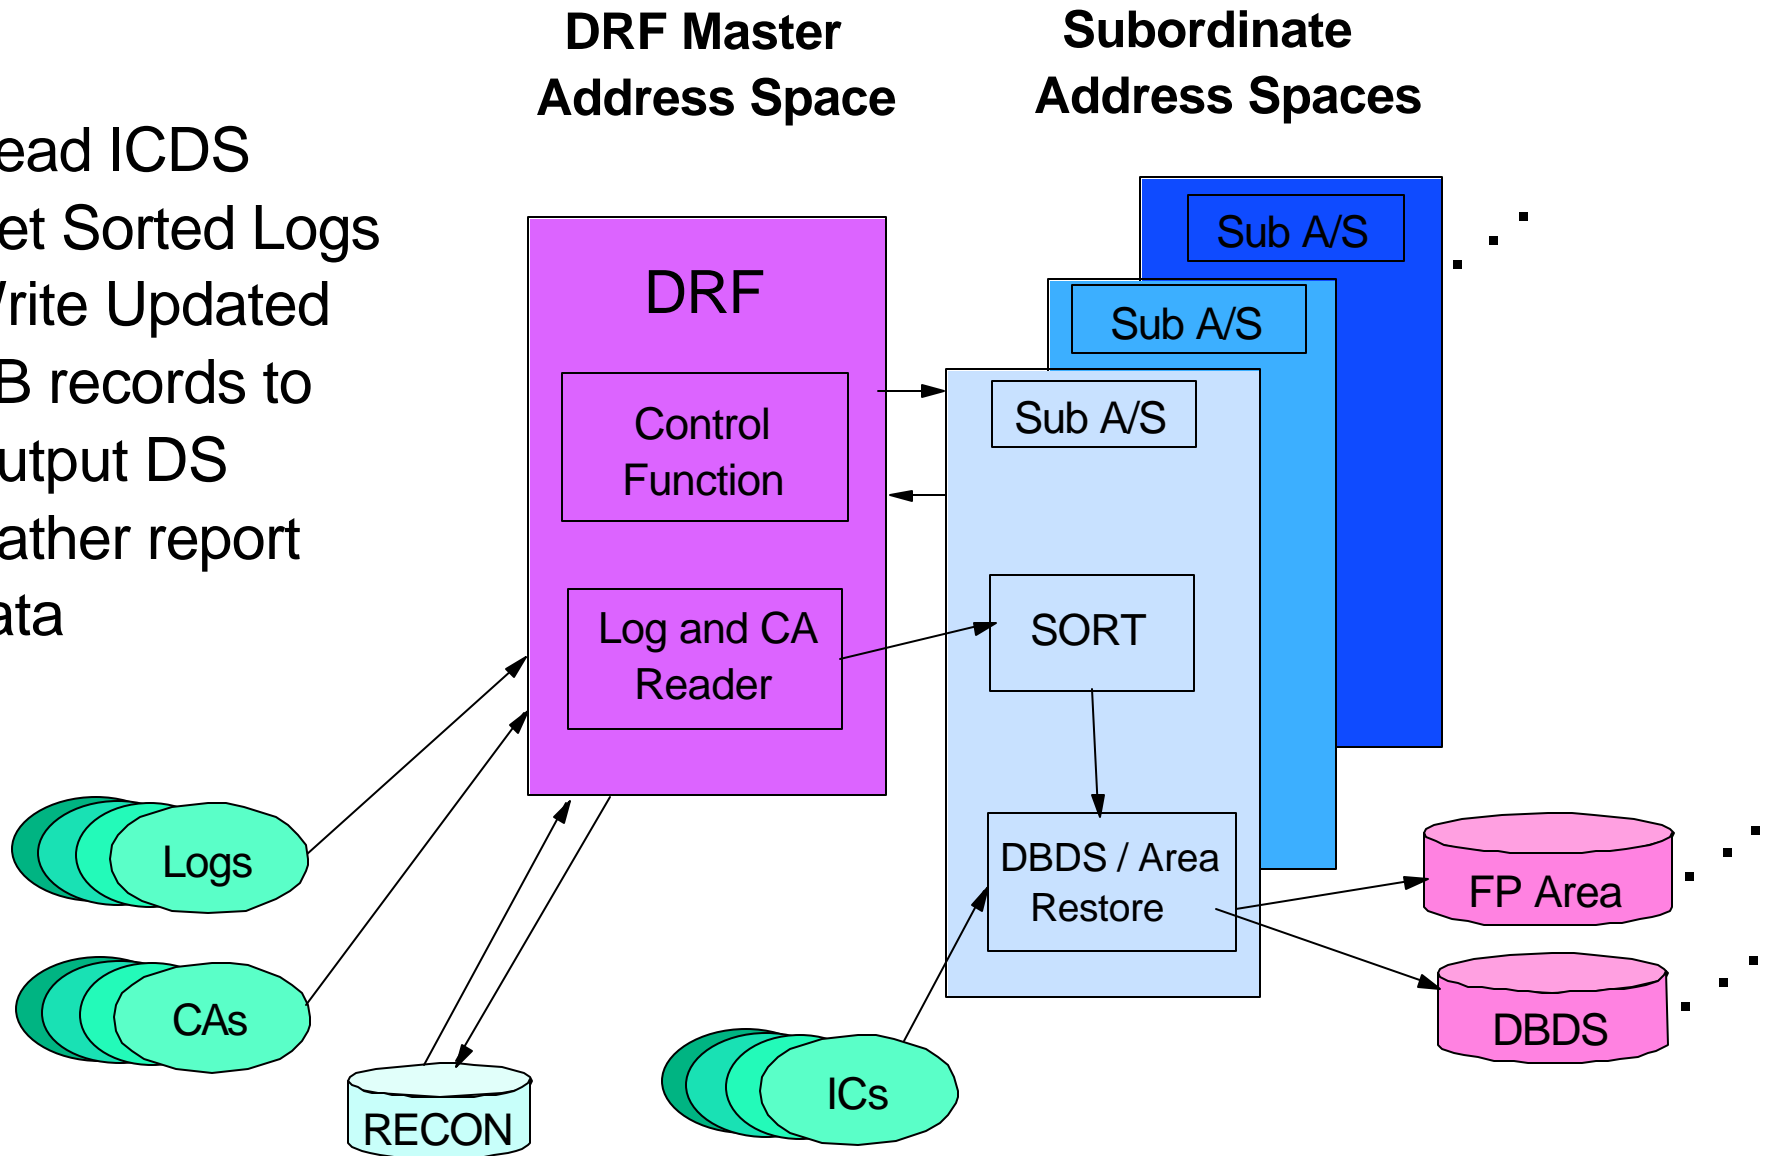 DRF Master
Address Space
Subordinate
Address Spaces
ead ICDS
et Sorted Logs
Write Updated
B records to
utput DS
ather report
ata
DRF
Control
Function
Log and CA
Reader
Sub A/S
Sub A/S
Sub A/S
SORT
DBDS / Area
Restore
Logs
CAs
RECON
ICs
FP Area
DBDS